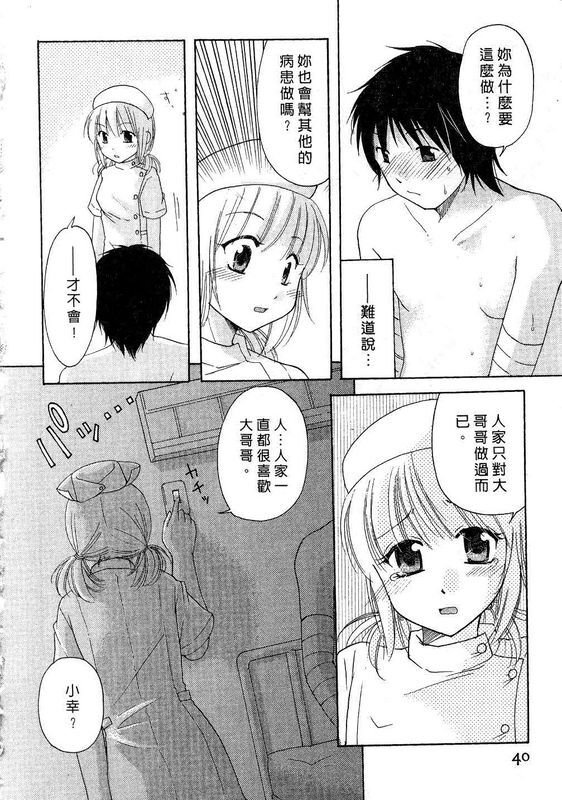 妳為什麼要
這麼做…?
——難道說…
妳也會幫其他的
病患做嗎?
す…
——才不會!
人家只對大
哥哥做過而
已。
人…人家一
直都很喜歡
大哥哥。
カチッ
パッ…
小幸?
40